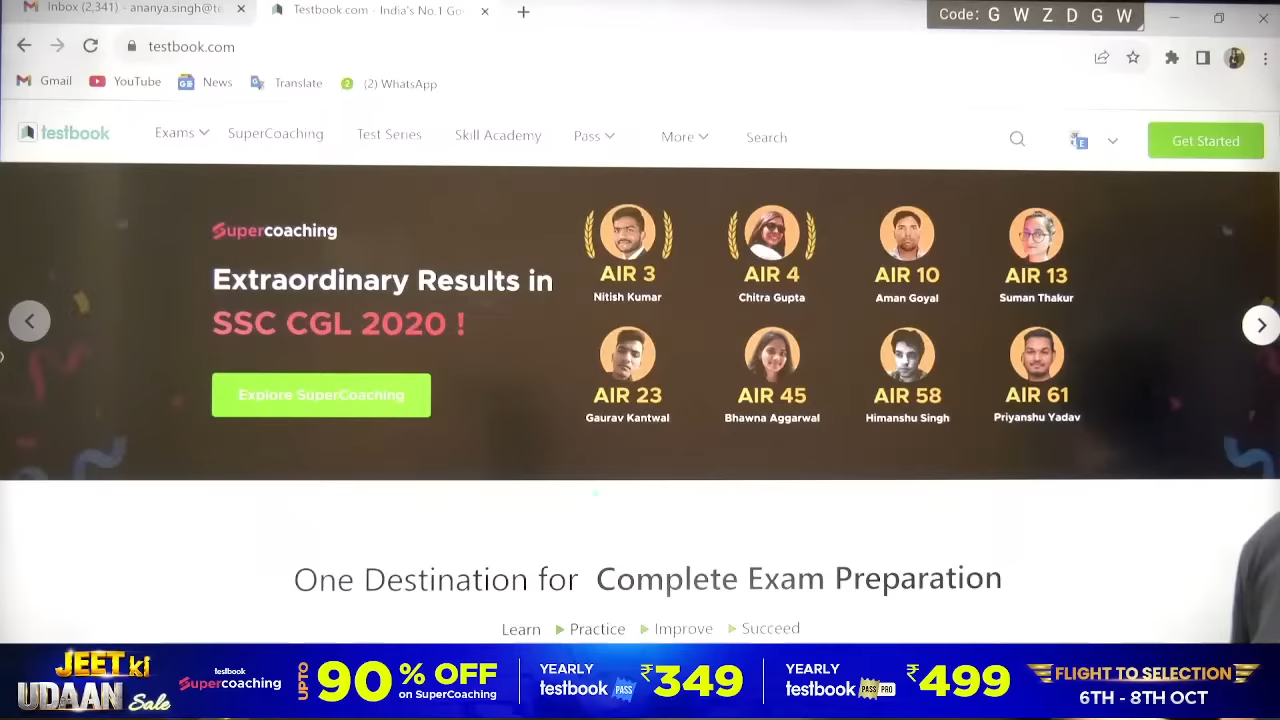 Inbox (2,341) - ananya.singh@te
Testbook.com - India's No.1 Go
Code: G W Z D G W
testbook.com
Gmail
YouTube
News
Translate
(2) WhatsApp
testbook
Exams
SuperCoaching
Test Series
Skill Academy
Pass
More
Search
Get Started
Supercoaching
Extraordinary Results in
SSC CGL 2020 !
Explore SuperCoaching
AIR 3
Nitish Kumar
AIR 4
Chitra Gupta
AIR 10
Aman Goyal
AIR 13
Suman Thakur
AIR 23
Gaurav Kantwal
AIR 45
Bhawna Aggarwal
AIR 58
Himanshu Singh
AIR 61
Priyanshu Yadav
One Destination for Complete Exam Preparation
Learn Practice Improve Succeed
JEET ki
UDAAN Sale
testbook
Supercoaching
UPTO 90 % OFF
on SuperCoaching
YEARLY
testbook PASS
₹349
YEARLY
testbook PASS PRO
₹499
FLIGHT TO SELECTION
6TH - 8TH OCT